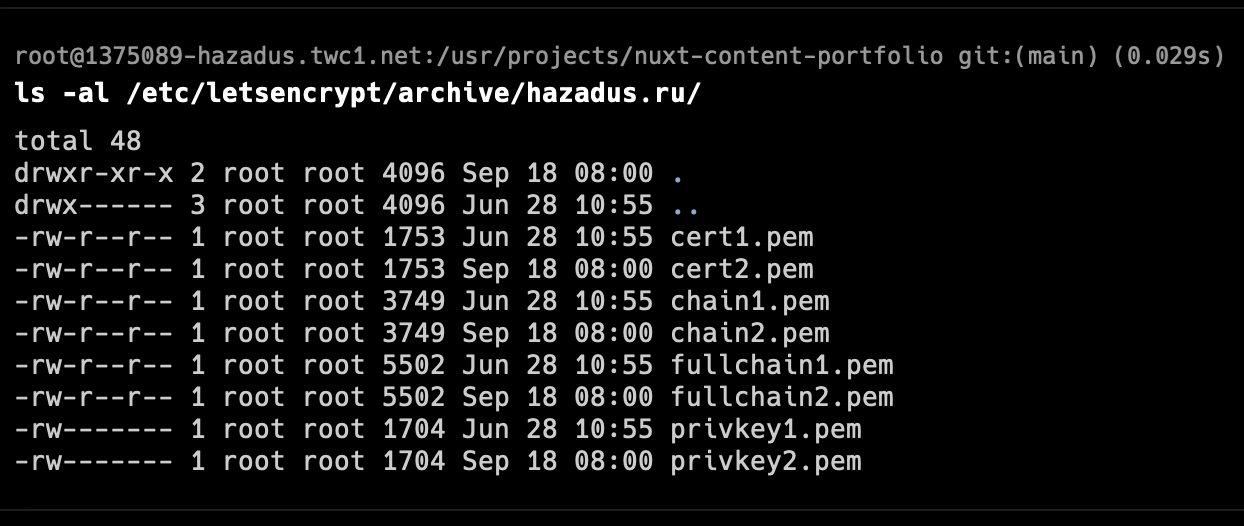 root@1375089-hazadus.twc1.net:/usr/projects/nuxt-content-portfolio git:(main) (0.029s)
ls -al /etc/letsencrypt/archive/hazadus.ru/
total 48
drwxr-xr-x 2 root root 4096 Sep 18 08:00 .
drwx------ 3 root root 4096 Jun 28 10:55 ..
-rw-r--r-- 1 root root 1753 Jun 28 10:55 cert1.pem
-rw-r--r-- 1 root root 1753 Sep 18 08:00 cert2.pem
-rw-r--r-- 1 root root 3749 Jun 28 10:55 chain1.pem
-rw-r--r-- 1 root root 3749 Sep 18 08:00 chain2.pem
-rw-r--r-- 1 root root 5502 Jun 28 10:55 fullchain1.pem
-rw-r--r-- 1 root root 5502 Sep 18 08:00 fullchain2.pem
-rw------- 1 root root 1704 Jun 28 10:55 privkey1.pem
-rw------- 1 root root 1704 Sep 18 08:00 privkey2.pem